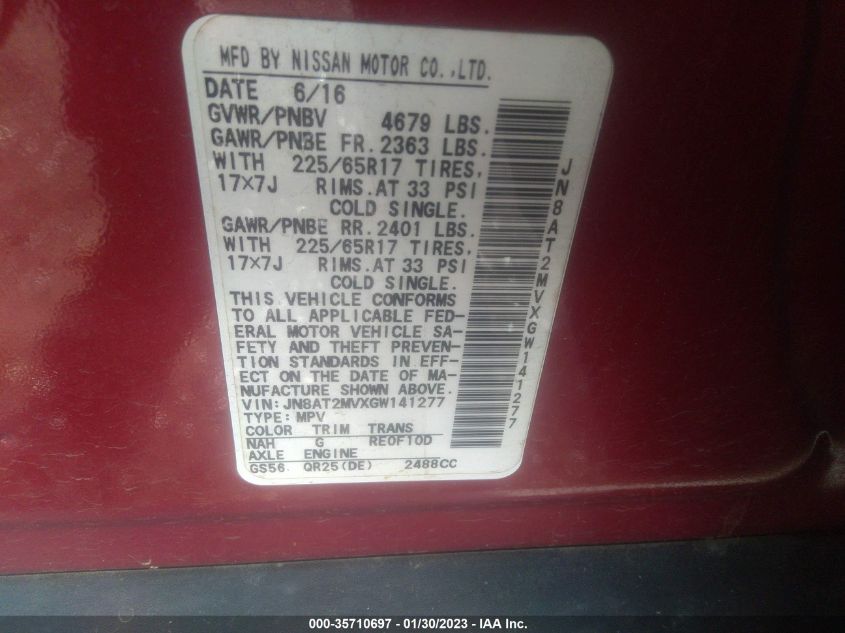 MFD BY NISSAN MOTOR CO.,LTD.
DATE 6/16
GVWR/PNBV 4679 LBS.
GAWR/PNBE FR. 2363 LBS.
WITH 225/65R17 TIRES,
17×7J RIMS. AT 33 PSI
COLD SINGLE.
GAWR/PNBE RR. 2401 LBS.
WITH 225/65R17 TIRES,
17×7J RIMS. AT 33 PSI
COLD SINGLE.
THIS VEHICLE CONFORMS
TO ALL APPLICABLE FED-
ERAL MOTOR VEHICLE SA-
FETY AND THEFT PREVEN-
TION STANDARDS IN EFF-
ECT ON THE DATE OF MA-
NUFACTURE SHOWN ABOVE.
VIN: JN8AT2MVXGW141277
TYPE: MPV
COLOR TRIM TRANS
NAH G RE0F10D
AXLE ENGINE
GS56 QR25(DE) 2488CC
JN8AT2MVXGW141277
000-35710697 - 01/30/2023 - IAA Inc.